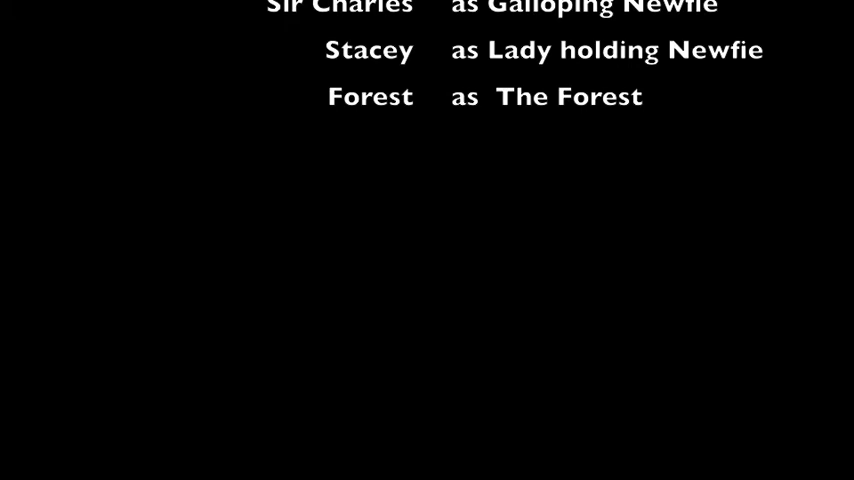 Sir Charles as Galloping Newfie
Stacey as Lady holding Newfie
Forest as The Forest